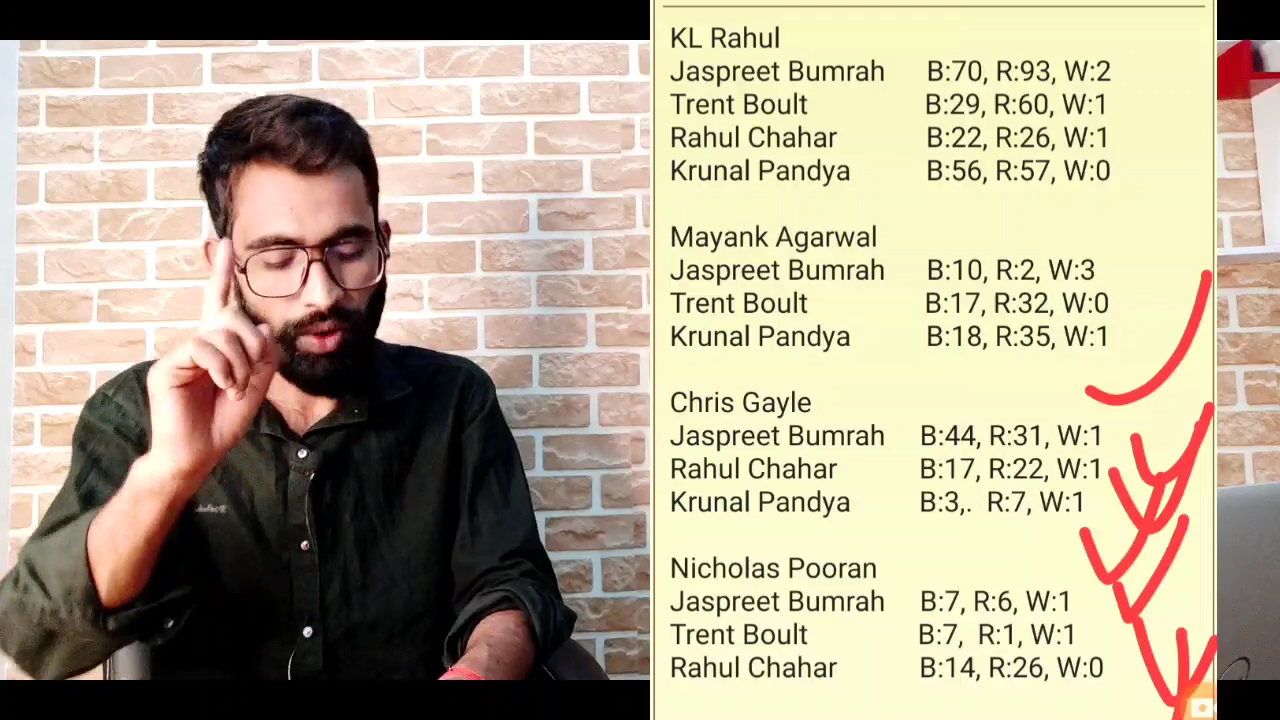 KL Rahul
Jaspreet Bumrah B:70, R:93, W:2
Trent Boult B:29, R:60, W:1
Rahul Chahar B:22, R:26, W:1
Krunal Pandya B:56, R:57, W:0
Mayank Agarwal
Jaspreet Bumrah B:10, R:2, W:3
Trent Boult B:17, R:32, W:0
Krunal Pandya B:18, R:35, W:1
Chris Gayle
Jaspreet Bumrah B:44, R:31, W:1
Rahul Chahar B:17, R:22, W:1
Krunal Pandya B:3,. R:7, W:1
Nicholas Pooran
Jaspreet Bumrah B:7, R:6, W:1
Trent Boult B:7, R:1, W:1
Rahul Chahar B:14, R:26, W:0